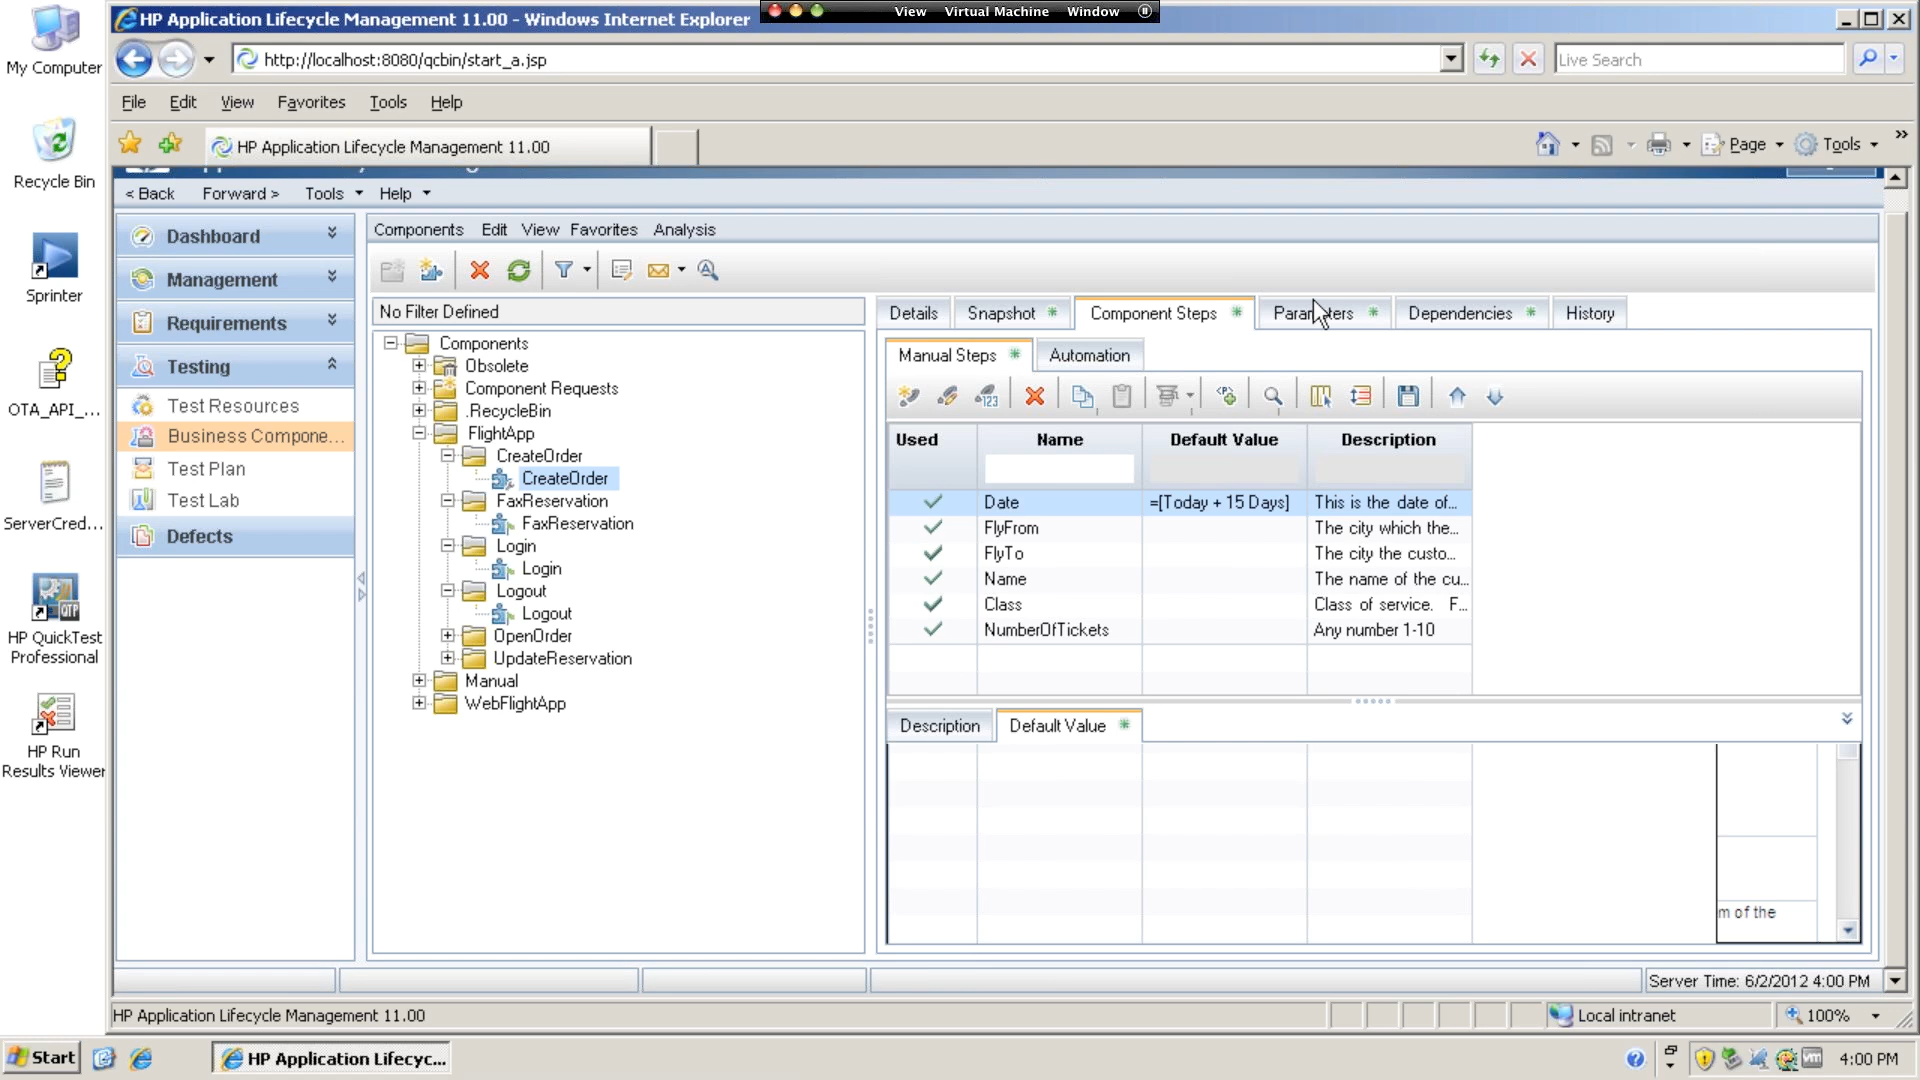 HP Application Lifecycle Management 11.00 - Windows Internet Explorer
View Virtual Machine Window
My Computer
http://localhost:8080/qcbin/start_a.jsp
Live Search
File Edit View Favorites Tools Help
HP Application Lifecycle Management 11.00
Page Tools
Recycle Bin
< Back Forward > Tools Help
Dashboard
Management
Requirements
Testing
Test Resources
Business Compone...
Test Plan
Test Lab
Defects
Sprinter
OTA_API_...
ServerCred...
HP QuickTest
Professional
QTP
HP Run
Results Viewer
Components Edit View Favorites Analysis
No Filter Defined
Components
Obsolete
Component Requests
.RecycleBin
FlightApp
CreateOrder
CreateOrder
FaxReservation
FaxReservation
Login
Login
Logout
Logout
OpenOrder
UpdateReservation
Manual
WebFlightApp
Details Snapshot * Component Steps * Parameters * Dependencies * History
Manual Steps * Automation
123
Used Name Default Value Description
Date =[Today + 15 Days] This is the date of...
FlyFrom The city which the...
FlyTo The city the custo...
Name The name of the cu...
Class Class of service. F...
NumberOfTickets Any number 1-10
Description Default Value *
m of the
Server Time: 6/2/2012 4:00 PM
HP Application Lifecycle Management 11.00
Local intranet
100%
Start
HP Application Lifecyc...
vm
4:00 PM